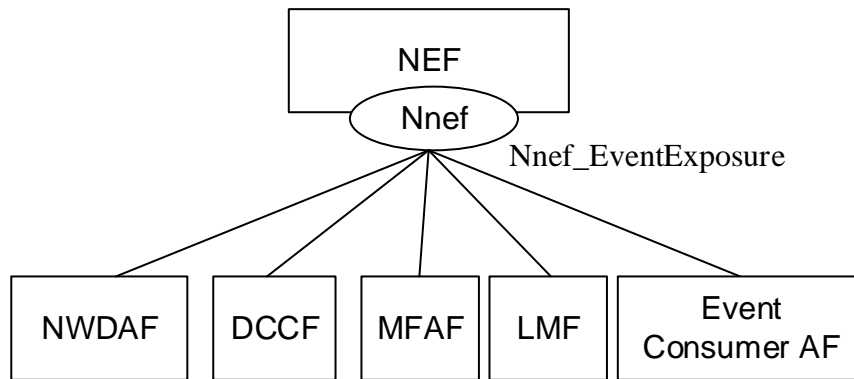 NEF
Nnef
Nnef_EventExposure
NWDAF
DCCF
MFAF
LMF
Event
Consumer AF